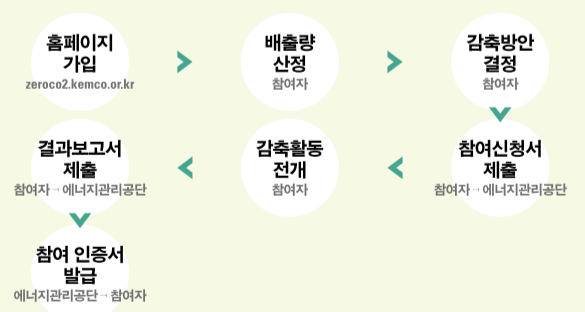 홈페이지
가입
zeroco2.kemco.or.kr
배출량
산정
참여자
감축방안
결정
참여자
참여신청서
제출
참여자→에너지관리공단
감축활동
전개
참여자
결과보고서
제출
참여자→에너지관리공단
참여 인증서
발급
에너지관리공단→참여자